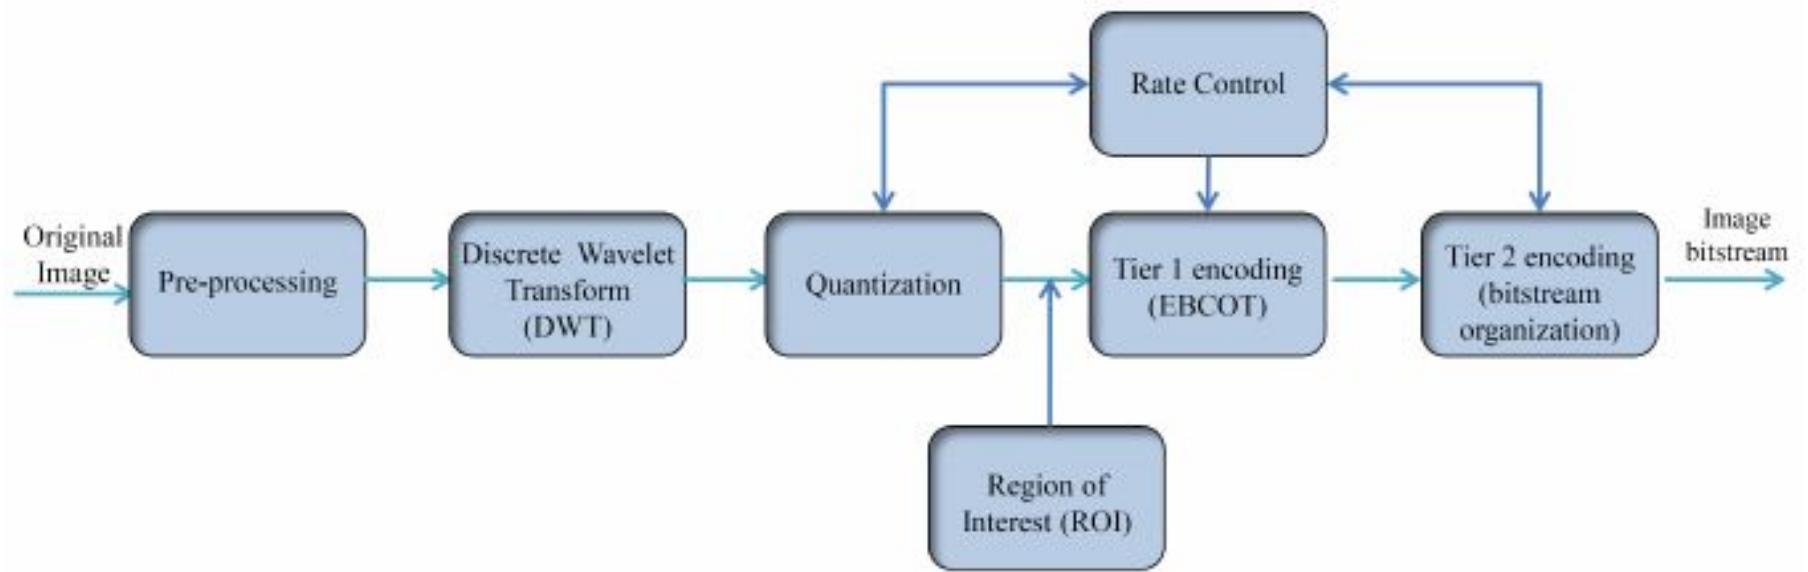 Rate Control
Original
Image
Pre-processing
Discrete Wavelet
Transform
(DWT)
Quantization
Tier 1 encoding
(EBCOT)
Tier 2 encoding
(bitstream
organization)
Image
bitstream
Region of
Interest (ROI)